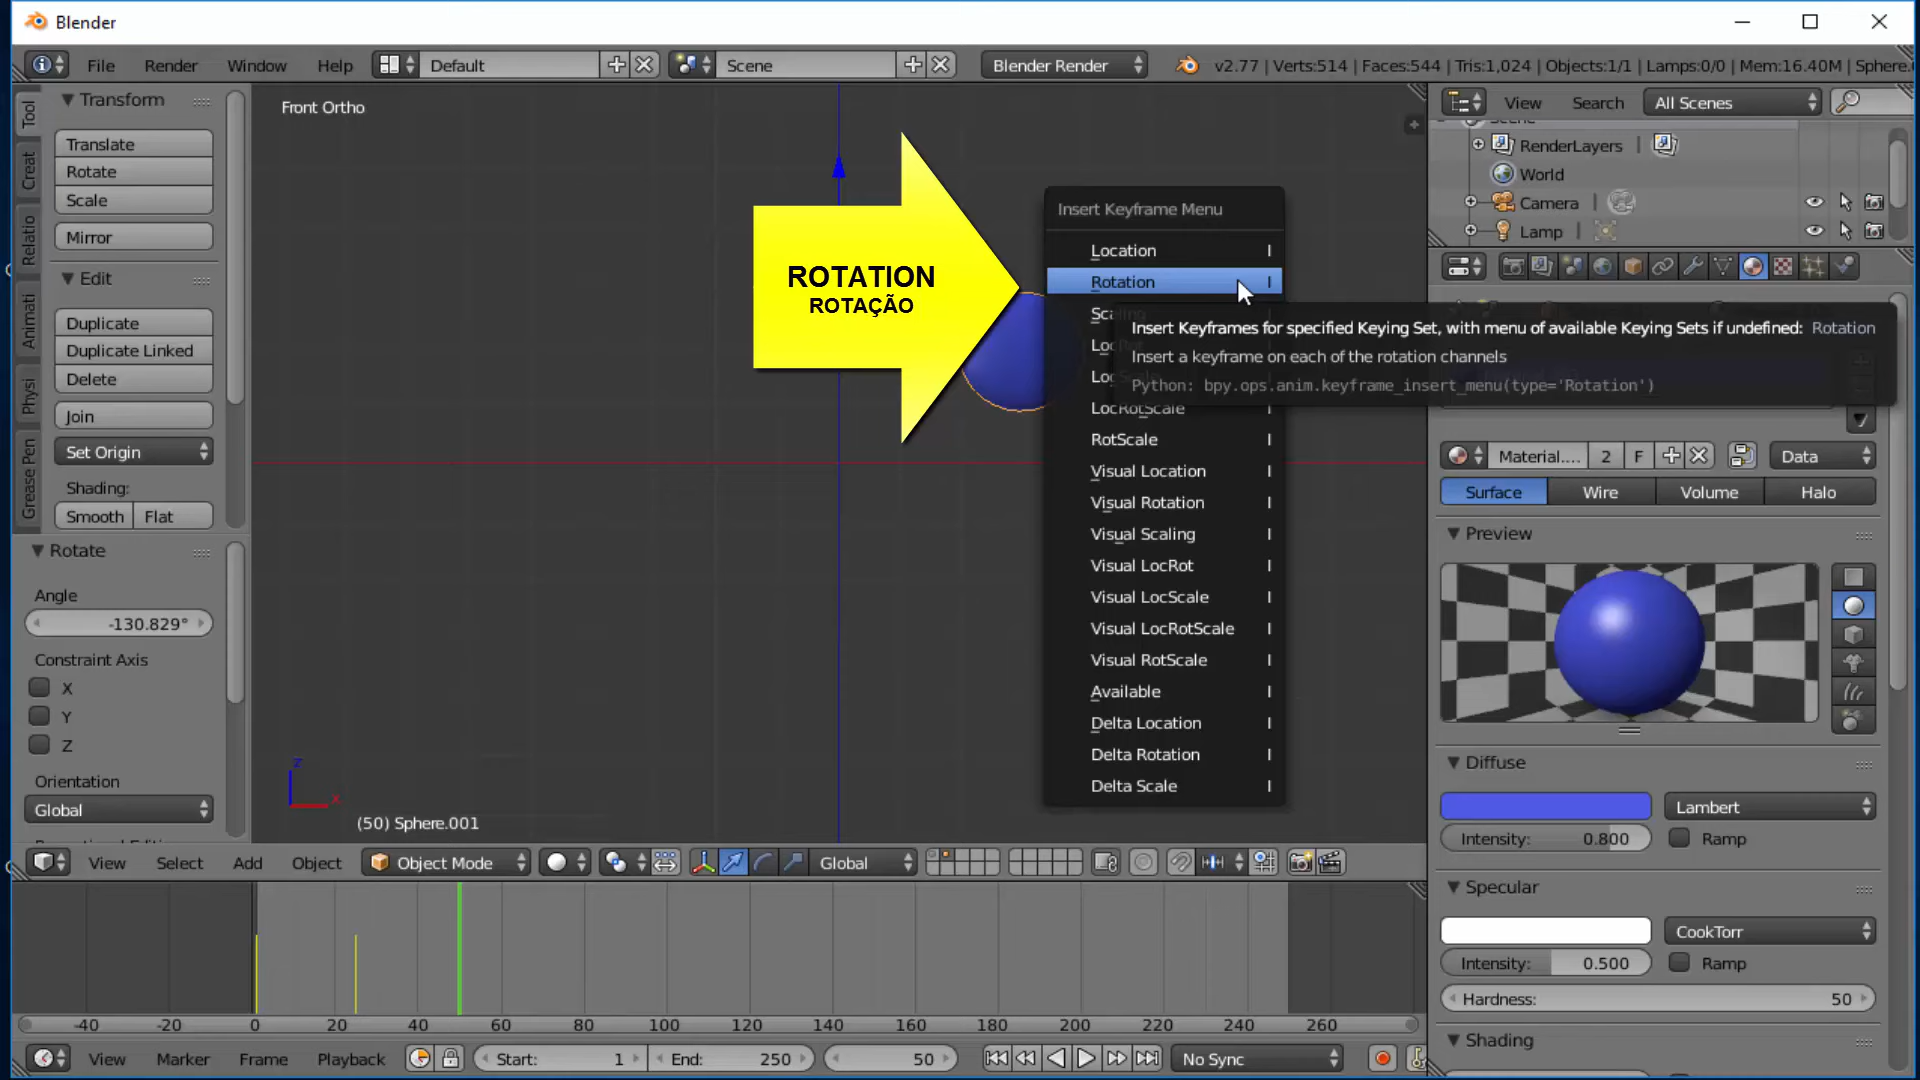 Blender
File Render Window Help Default Scene Blender Render v2.77 | Verts:514 | Faces:544 | Tris:1,024 | Objects:1/1 | Lamps:0/0 | Mem:16.40M | Sphere.
Tool
Creat
Relatio
Animati
Physi
Grease Pen
Transform
Translate
Rotate
Scale
Mirror
Edit
Duplicate
Duplicate Linked
Delete
Join
Set Origin
Shading:
Smooth Flat
Rotate
Angle
-130.829°
Constraint Axis
X
Y
Z
Orientation
Global
Front Ortho
ROTATION
ROTAÇÃO
z
x
(50) Sphere.001
Insert Keyframe Menu
Location I
Rotation I
Scaling
LocRot
LocScale
LocRotScale
RotScale I
Visual Location I
Visual Rotation I
Visual Scaling I
Visual LocRot I
Visual LocScale I
Visual LocRotScale I
Visual RotScale I
Available I
Delta Location I
Delta Rotation I
Delta Scale I
Insert Keyframes for specified Keying Set, with menu of available Keying Sets if undefined: Rotation
Insert a keyframe on each of the rotation channels
Python: bpy.ops.anim.keyframe_insert_menu(type='Rotation')
View Search All Scenes
Scene
RenderLayers |
World
Camera |
Lamp |
Material.... 2 F Data
Surface Wire Volume Halo
Preview
Diffuse
Lambert
Intensity: 0.800 Ramp
Specular
CookTorr
Intensity: 0.500 Ramp
Hardness: 50
Shading
View Select Add Object Object Mode Global
-40 -20 0 20 40 60 80 100 120 140 160 180 200 220 240 260
View Marker Frame Playback Start: 1 End: 250 50 No Sync